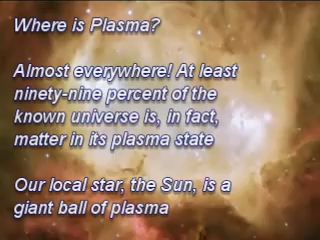 Where is Plasma?
Almost everywhere! At least
ninety-nine percent of the
known universe is, in fact,
matter in its plasma state
Our local star, the Sun, is a
giant ball of plasma